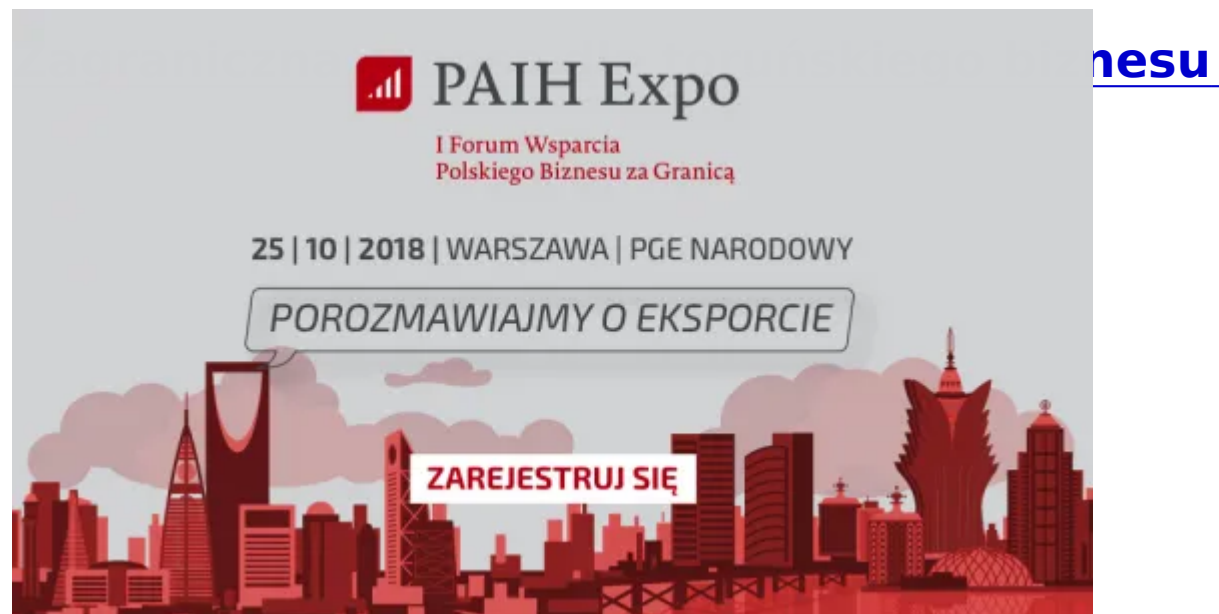 nesu
PAIH Expo
I Forum Wsparcia
Polskiego Biznesu za Granicą
25 | 10 | 2018 | WARSZAWA | PGE NARODOWY
POROZMAWIAJMY O EKSPORCIE
ZAREJESTRUJ SIĘ